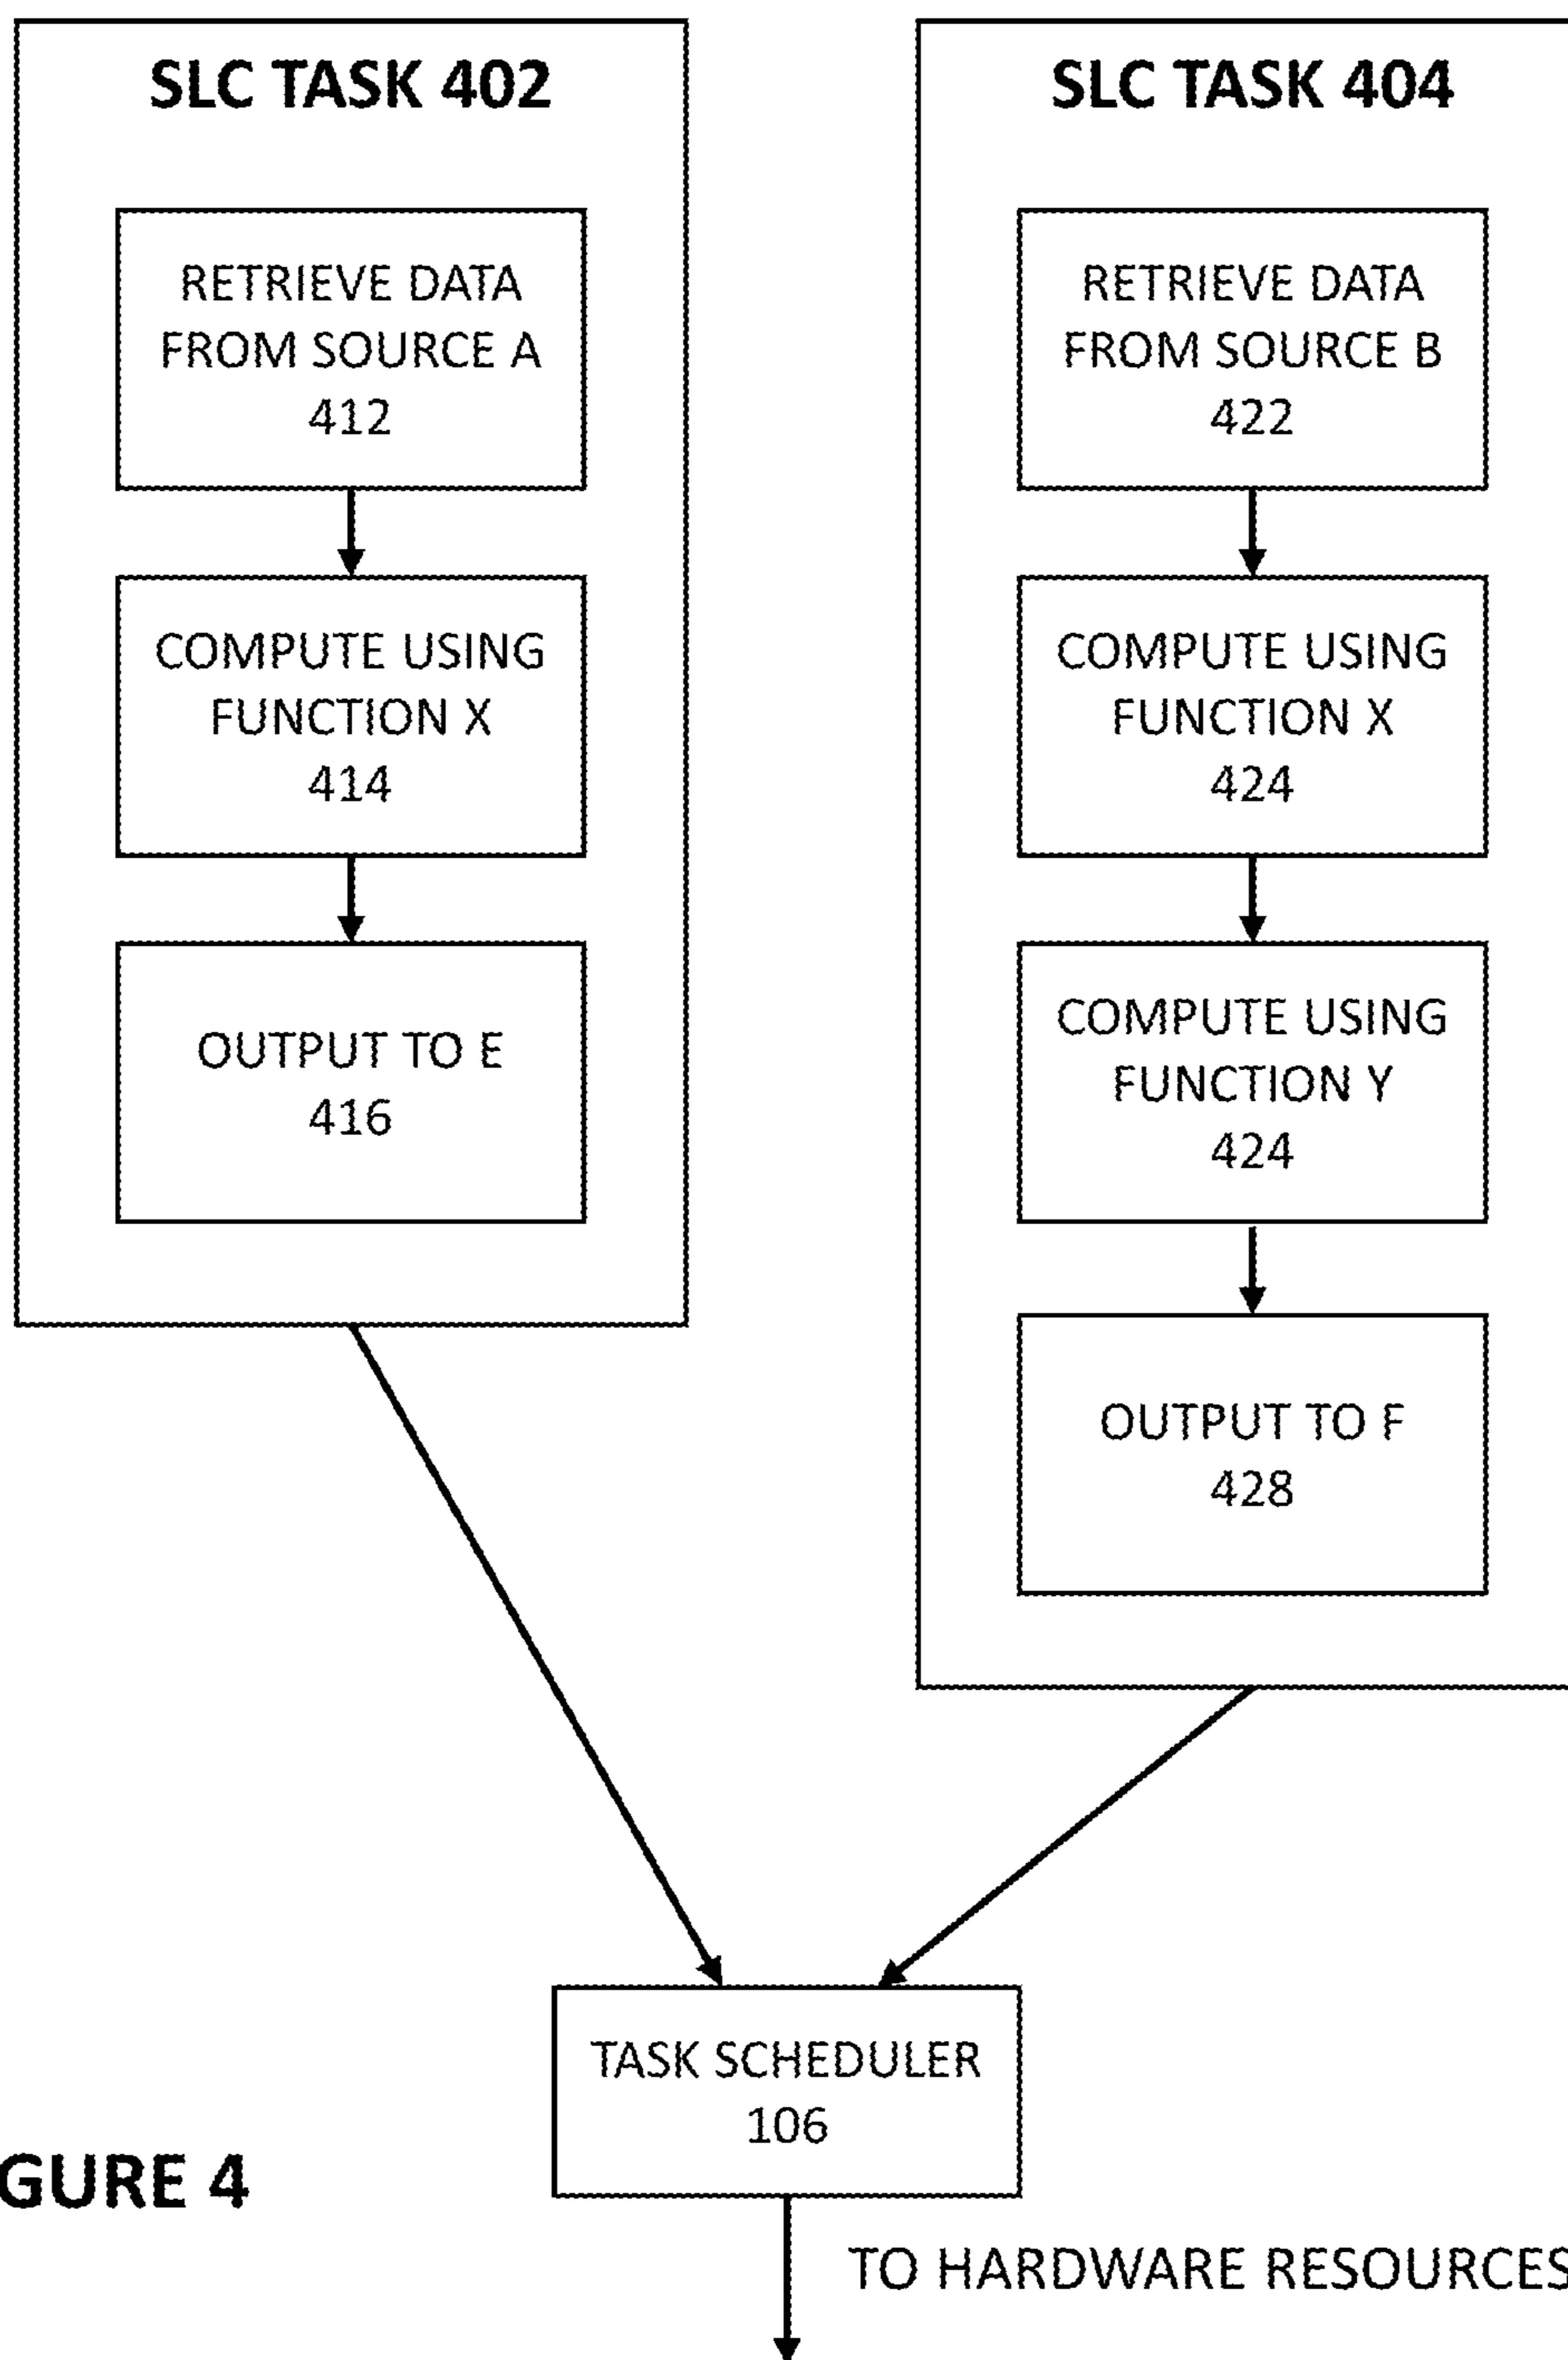 SLC TASK 402
RETRIEVE DATA
FROM SOURCE A
412
COMPUTE USING
FUNCTION X
414
OUTPUT TO E
416
SLC TASK 404
RETRIEVE DATA
FROM SOURCE B
422
COMPUTE USING
FUNCTION X
424
COMPUTE USING
FUNCTION Y
424
OUTPUT TO F
428
TASK SCHEDULER
106
GURE 4
TO HARDWARE RESOURCES